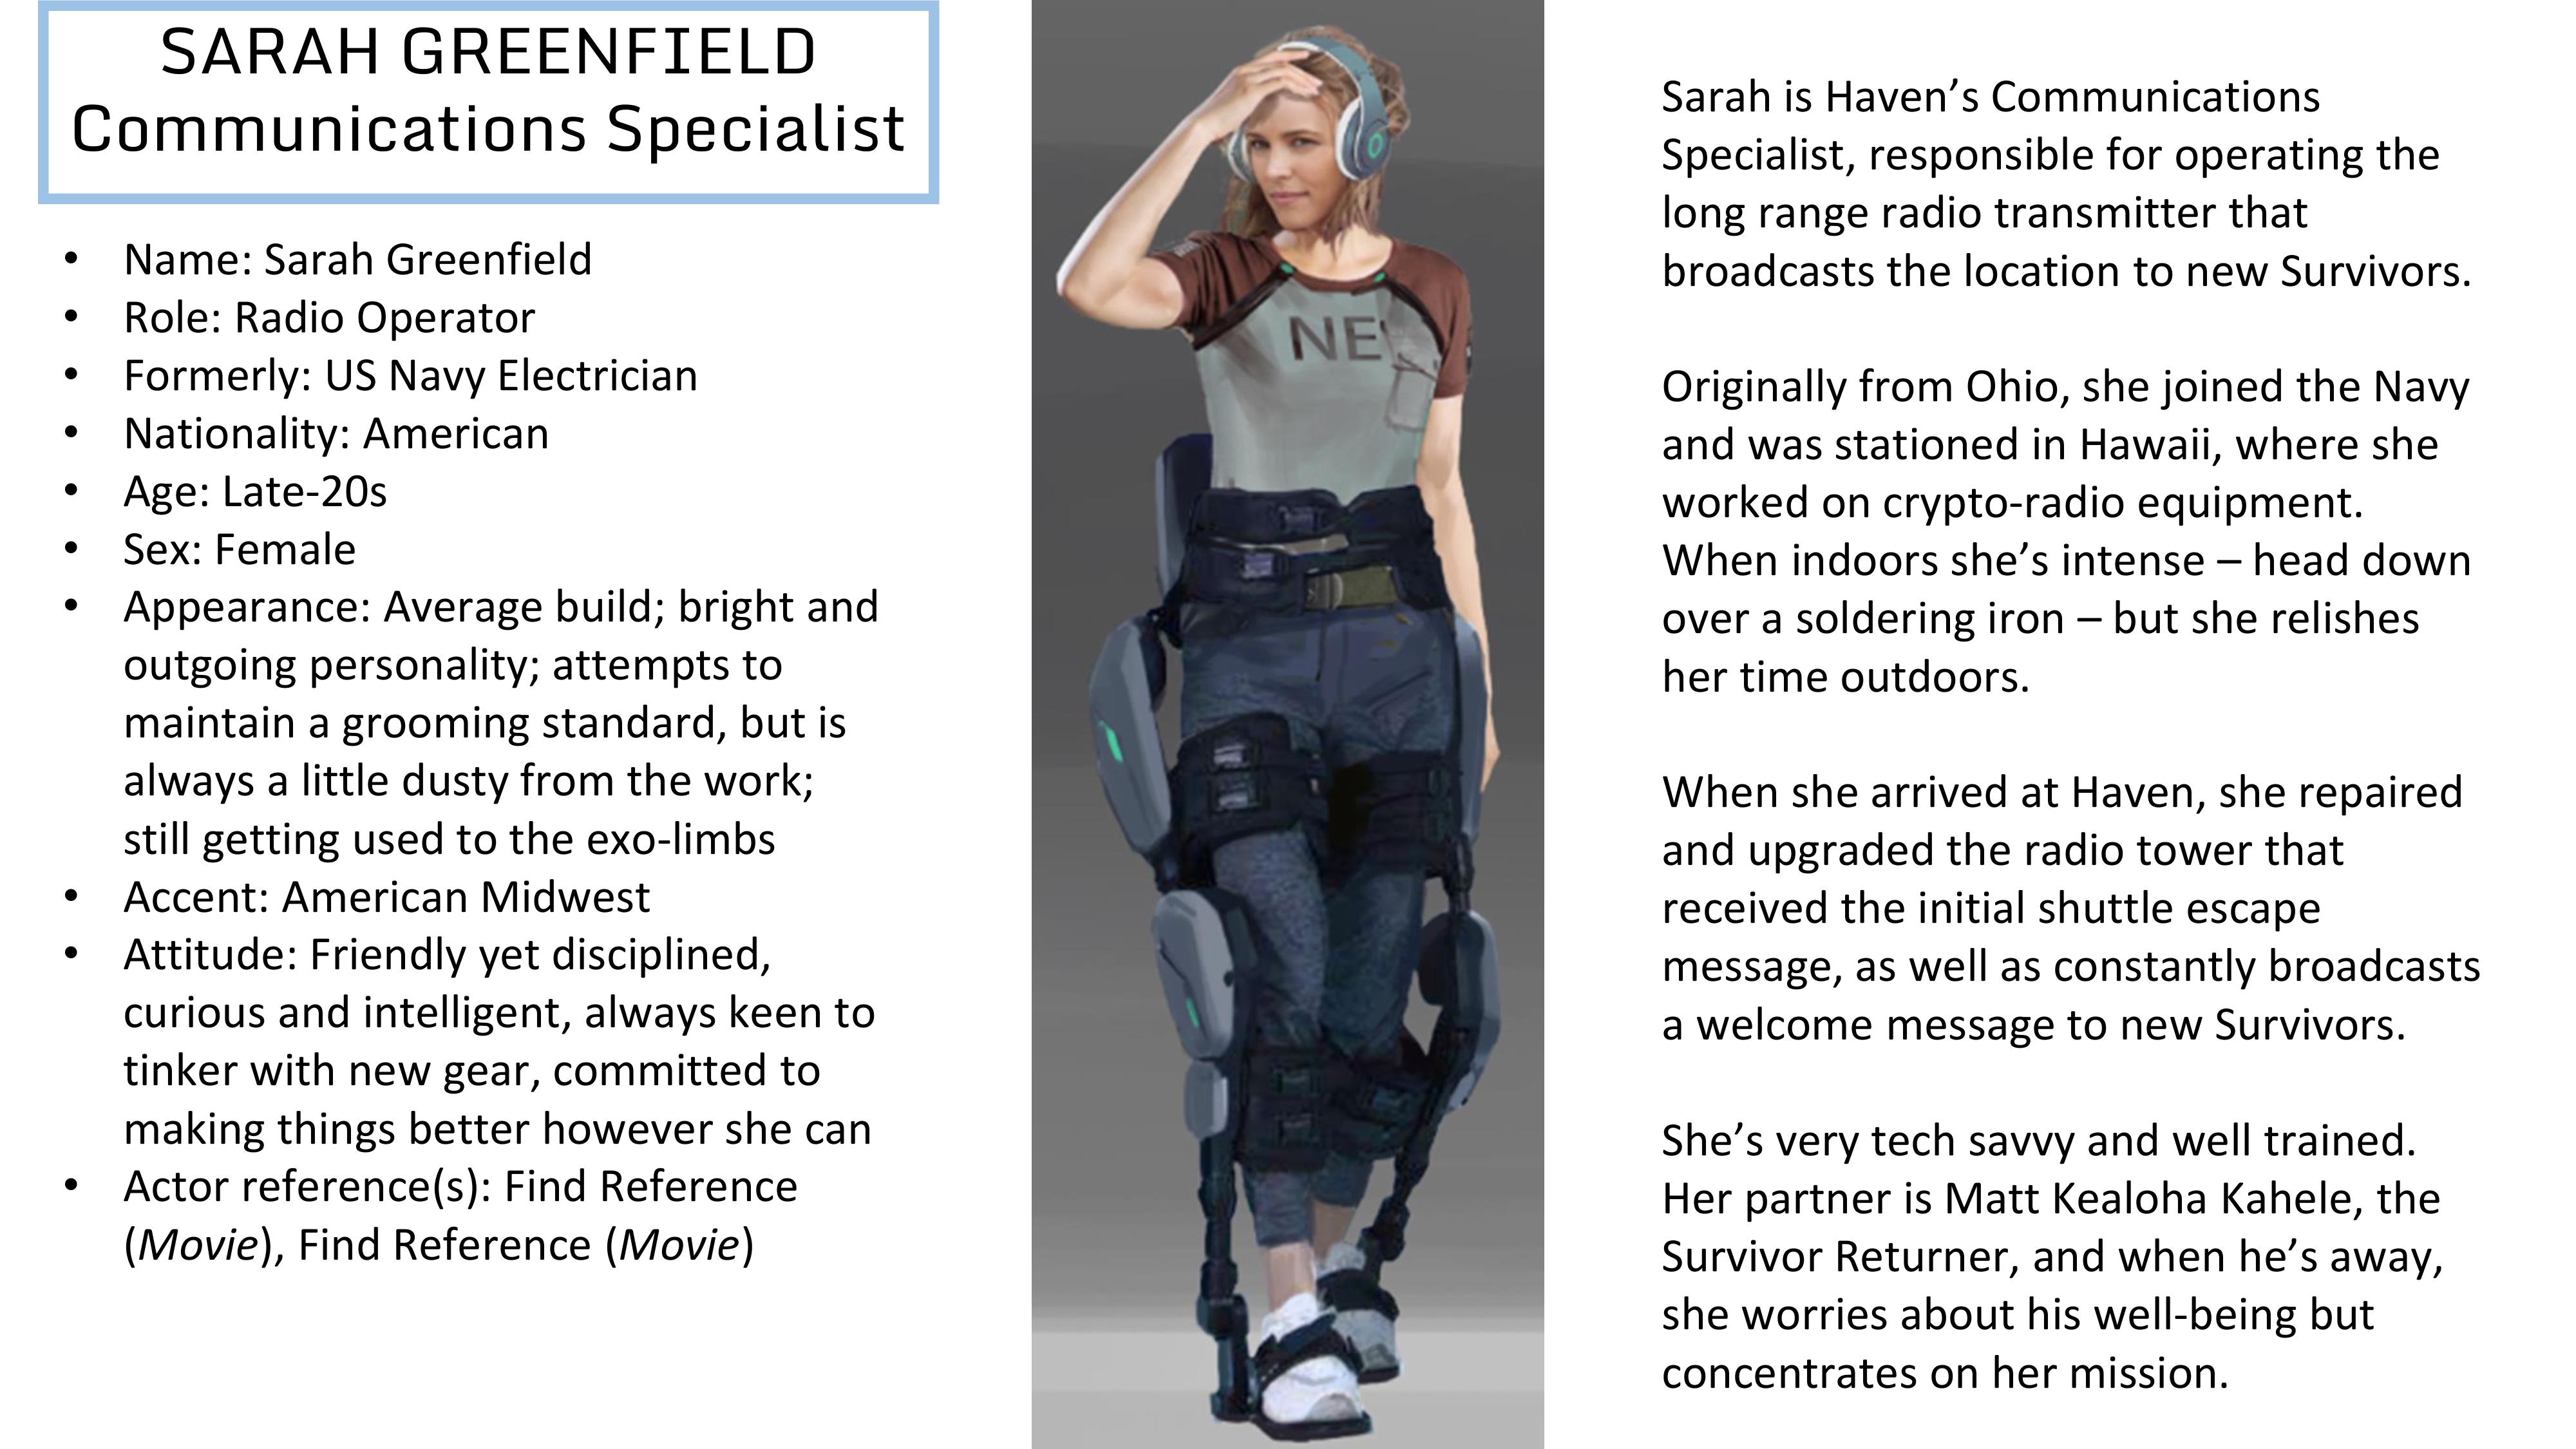 SARAH GREENFIELD
Communications Specialist
• Name: Sarah Greenfield
• Role: Radio Operator
• Formerly: US Navy Electrician
• Nationality: American
• Age: Late-20s
• Sex: Female
• Appearance: Average build; bright and
outgoing personality; attempts to
maintain a grooming standard, but is
always a little dusty from the work;
still getting used to the exo-limbs
• Accent: American Midwest
• Attitude: Friendly yet disciplined,
curious and intelligent, always keen to
tinker with new gear, committed to
making things better however she can
• Actor reference(s): Find Reference
(Movie), Find Reference (Movie)
NE
Sarah is Haven’s Communications
Specialist, responsible for operating the
long range radio transmitter that
broadcasts the location to new Survivors.
Originally from Ohio, she joined the Navy
and was stationed in Hawaii, where she
worked on crypto-radio equipment.
When indoors she’s intense – head down
over a soldering iron – but she relishes
her time outdoors.
When she arrived at Haven, she repaired
and upgraded the radio tower that
received the initial shuttle escape
message, as well as constantly broadcasts
a welcome message to new Survivors.
She’s very tech savvy and well trained.
Her partner is Matt Kealoha Kahele, the
Survivor Returner, and when he’s away,
she worries about his well-being but
concentrates on her mission.